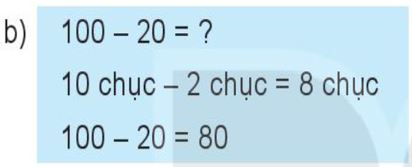 b) 100 – 20 = ?
10 chục – 2 chục = 8 chục
100 – 20 = 80